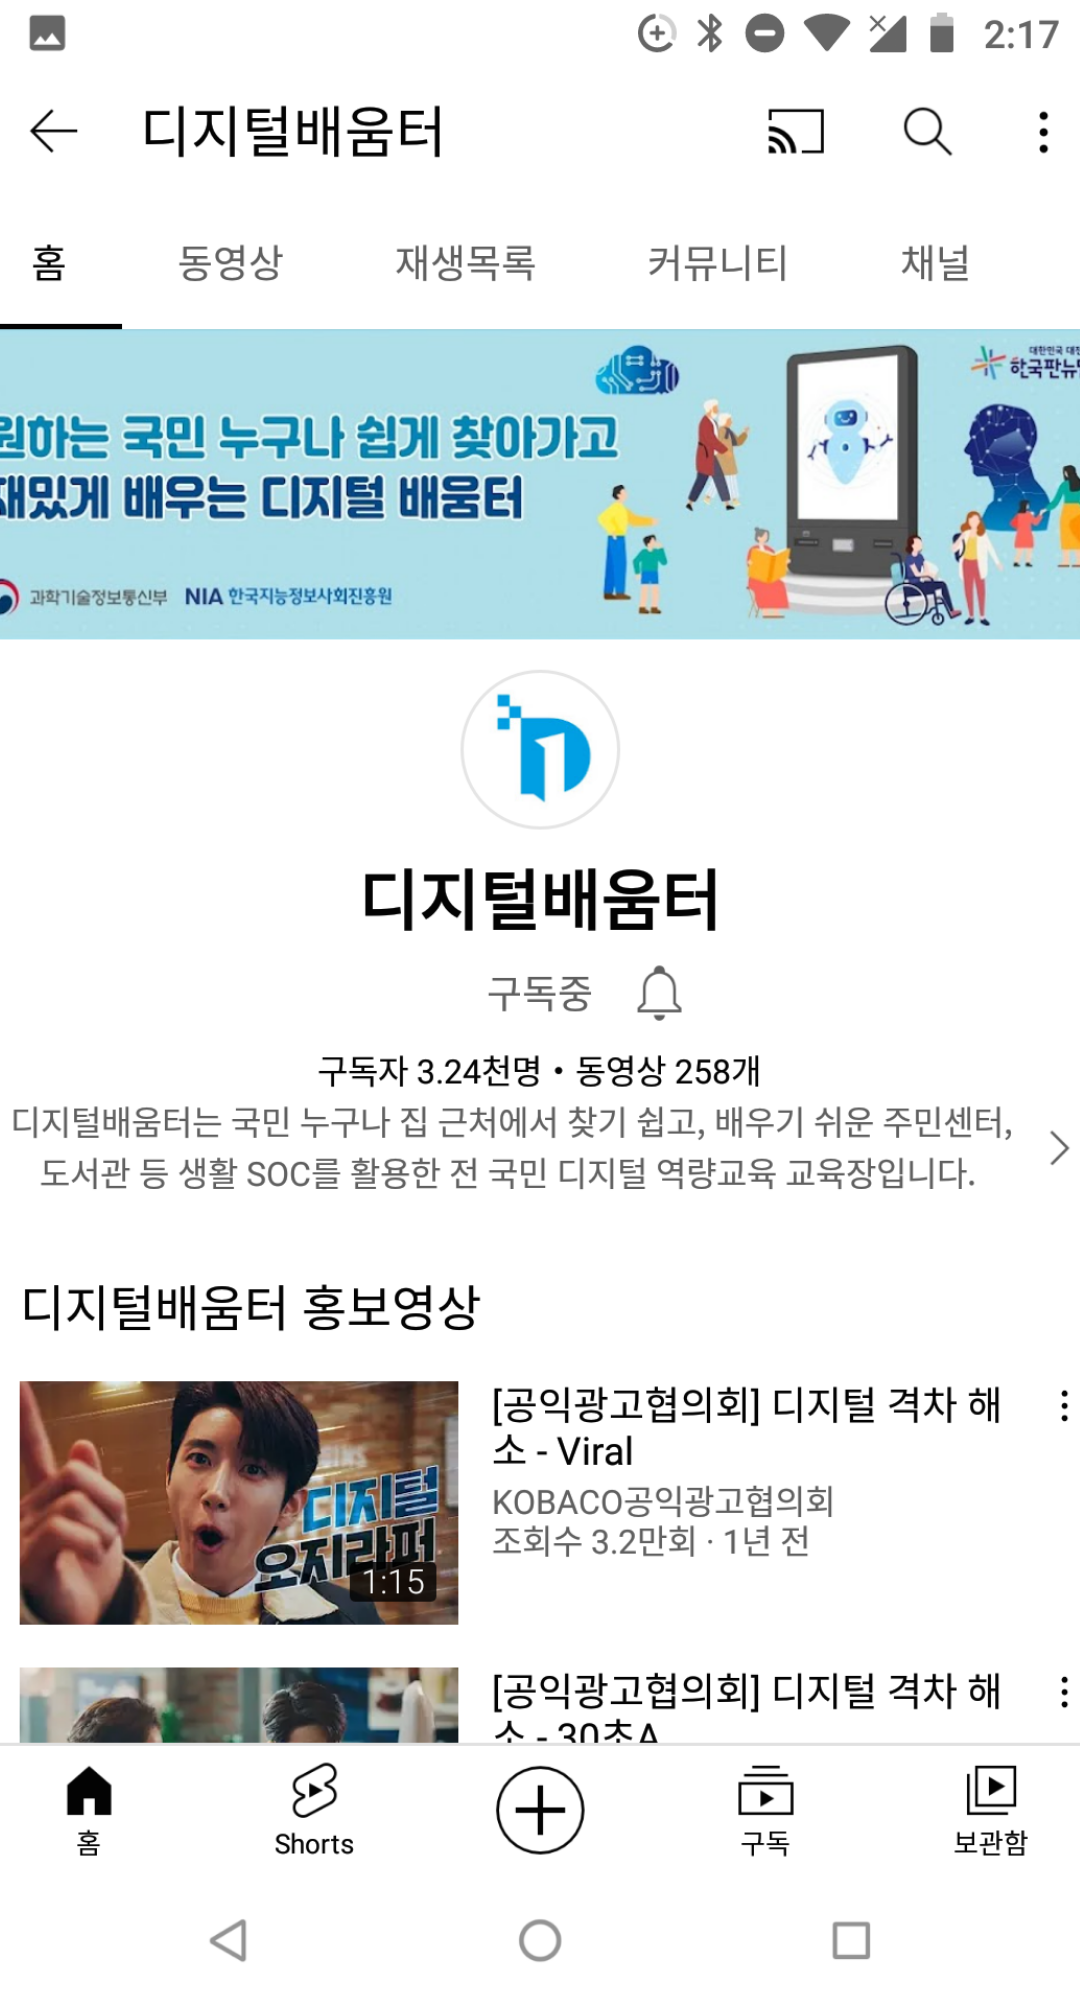 2:17
디지털배움터
홈 동영상 재생목록 커뮤니티 채널
한국판뉴
원하는 국민 누구나 쉽게 찾아가고
재밌게 배우는 디지털 배움터
과학기술정보통신부 NIA 한국지능정보사회진흥원
디지털배움터
구독중
구독자 3.24천명 • 동영상 258개
디지털배움터는 국민 누구나 집 근처에서 찾기 쉽고, 배우기 쉬운 주민센터,
도서관 등 생활 SOC를 활용한 전 국민 디지털 역량교육 교육장입니다.
디지털배움터 홍보영상
[공익광고협의회] 디지털 격차 해
소 - Viral
KOBACO공익광고협의회
조회수 3.2만회 · 1년 전
디지털
오지라퍼
1:15
[공익광고협의회] 디지털 격차 해
소 - 30초A
홈 Shorts 구독 보관함